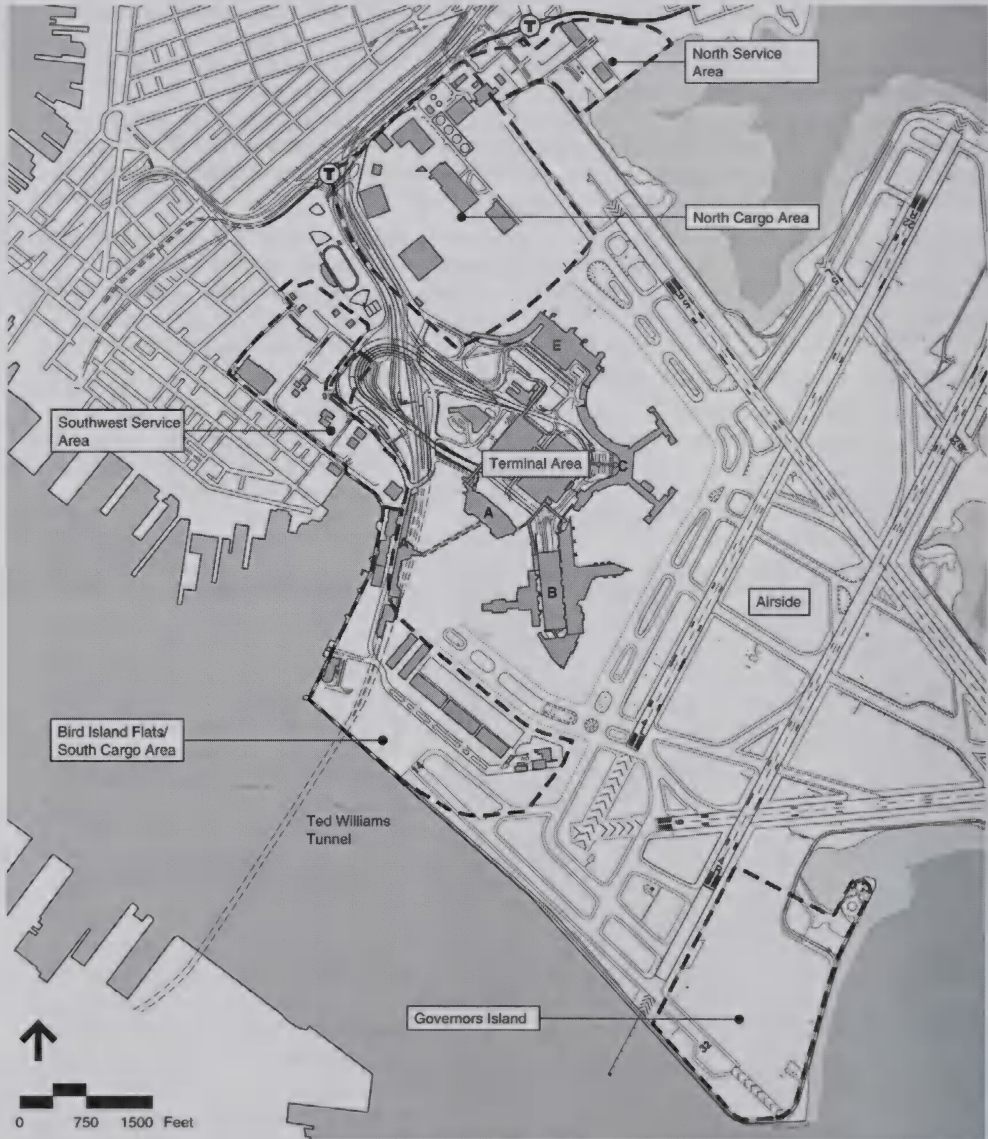 T
North Service
Area
T
North Cargo Area
E
Southwest Service
Area
Terminal Area
C
A
B
Airside
Bird Island Flats/
South Cargo Area
Ted Williams
Tunnel
Governors Island
0 750 1500 Feet